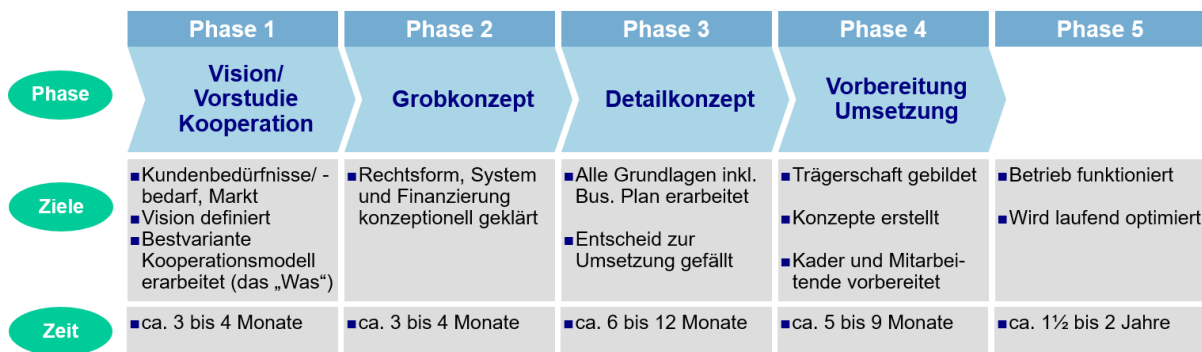 Phase 1
Phase 2
Phase 3
Phase 4
Phase 5
Phase
Vision/
Vorstudie
Kooperation
Grobkonzept
Detailkonzept
Vorbereitung
Umsetzung
Ziele
■Kundenbedürfnisse/ -
bedarf, Markt
■Vision definiert
■Bestvariante
Kooperationsmodell
erarbeitet (das „Was“)
■Rechtsform, System
und Finanzierung
konzeptionell geklärt
■Alle Grundlagen inkl.
Bus. Plan erarbeitet
■Entscheid zur
Umsetzung gefällt
■Trägerschaft gebildet
■Konzepte erstellt
■Kader und Mitarbei-
tende vorbereitet
■Betrieb funktioniert
■Wird laufend optimiert
Zeit
■ca. 3 bis 4 Monate
■ca. 3 bis 4 Monate
■ca. 6 bis 12 Monate
■ca. 5 bis 9 Monate
■ca. 1½ bis 2 Jahre